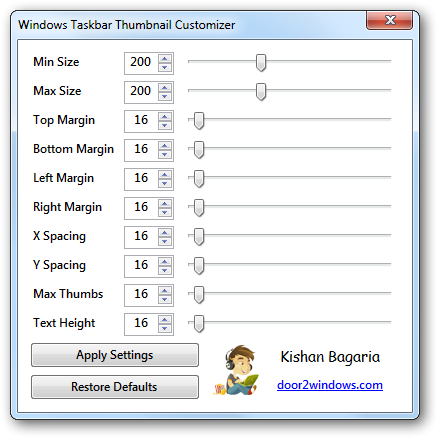 Windows Taskbar Thumbnail Customizer
Min Size 200
Max Size 200
Top Margin 16
Bottom Margin 16
Left Margin 16
Right Margin 16
X Spacing 16
Y Spacing 16
Max Thumbs 16
Text Height 16
Apply Settings
Kishan Bagaria
Restore Defaults
door2windows.com